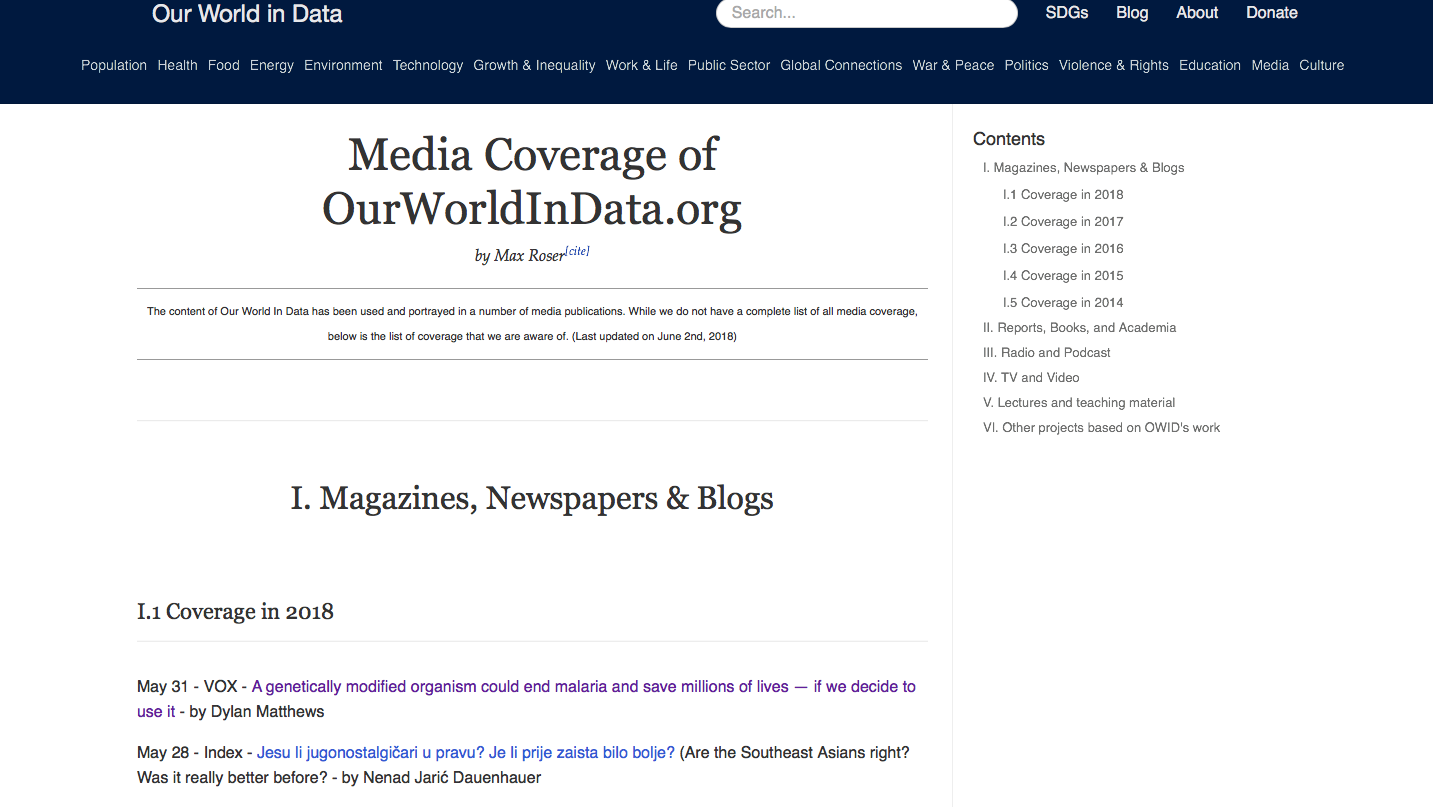 Our World in Data
Search...
SDGs Blog About Donate
Population Health Food Energy Environment Technology Growth & Inequality Work & Life Public Sector Global Connections War & Peace Politics Violence & Rights Education Media Culture
Media Coverage of
OurWorldInData.org
by Max Roser[cite]
The content of Our World In Data has been used and portrayed in a number of media publications. While we do not have a complete list of all media coverage,
below is the list of coverage that we are aware of. (Last updated on June 2nd, 2018)
I. Magazines, Newspapers & Blogs
I.1 Coverage in 2018
May 31 - VOX - A genetically modified organism could end malaria and save millions of lives — if we decide to
use it - by Dylan Matthews
May 28 - Index - Jesu li jugonostalgičari u pravu? Je li prije zaista bilo bolje? (Are the Southeast Asians right?
Was it really better before? - by Nenad Jarić Dauenhauer
Contents
I. Magazines, Newspapers & Blogs
I.1 Coverage in 2018
I.2 Coverage in 2017
I.3 Coverage in 2016
I.4 Coverage in 2015
I.5 Coverage in 2014
II. Reports, Books, and Academia
III. Radio and Podcast
IV. TV and Video
V. Lectures and teaching material
VI. Other projects based on OWID's work